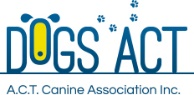 DOGS ACT
A.C.T. Canine Association Inc.